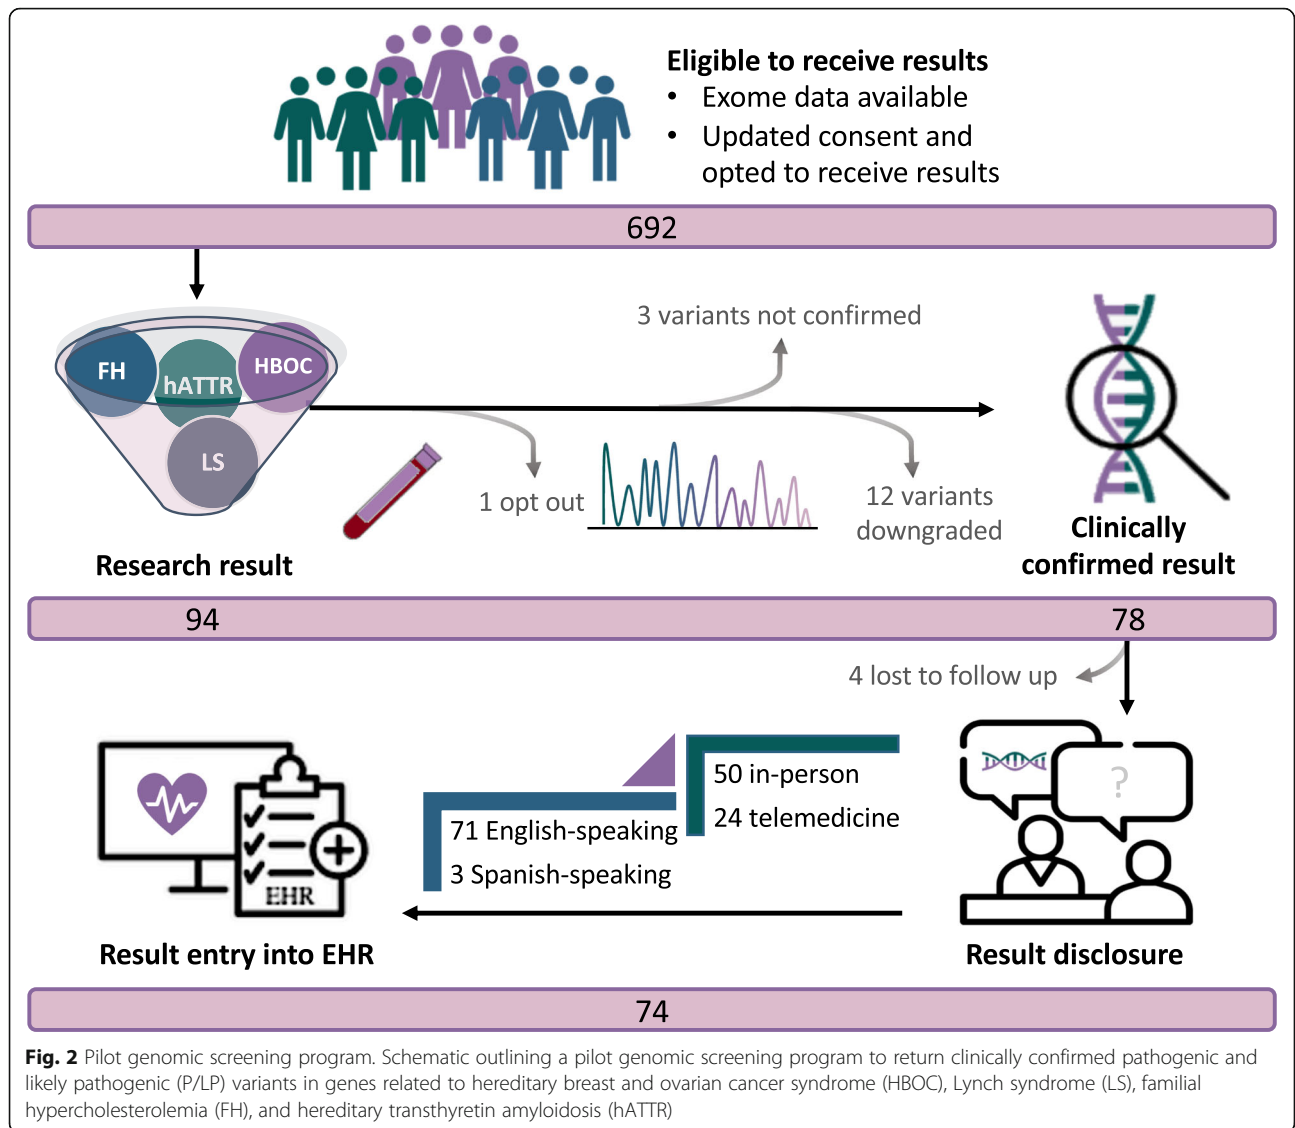 Eligible to receive results
• Exome data available
• Updated consent and
opted to receive results
692
3 variants not confirmed
FH
hATTR
HBOC
LS
1 opt out
12 variants
downgraded
Research result
Clinically
confirmed result
94
78
4 lost to follow up
50 in-person
24 telemedicine
?
71 English-speaking
3 Spanish-speaking
EHR
Result entry into EHR
Result disclosure
74
Fig. 2 Pilot genomic screening program. Schematic outlining a pilot genomic screening program to return clinically confirmed pathogenic and
likely pathogenic (P/LP) variants in genes related to hereditary breast and ovarian cancer syndrome (HBOC), Lynch syndrome (LS), familial
hypercholesterolemia (FH), and hereditary transthyretin amyloidosis (hATTR)